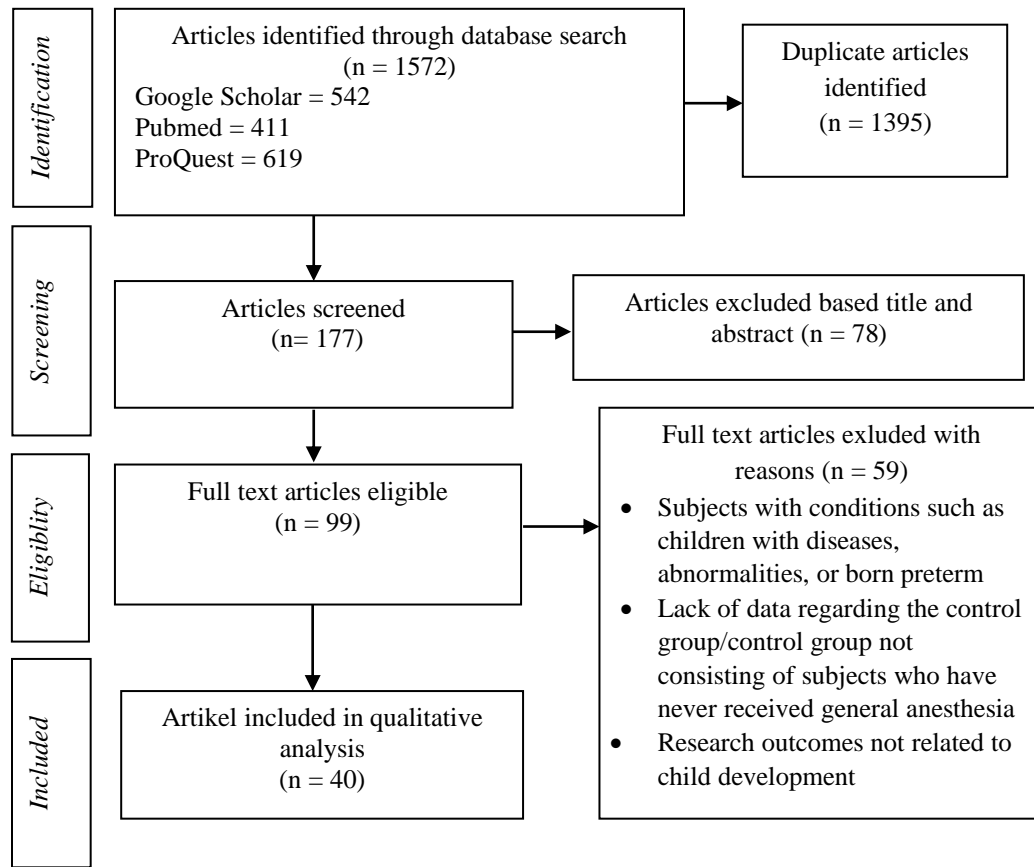 Identification
Articles identified through database search
(n = 1572)
Google Scholar = 542
Pubmed = 411
ProQuest = 619
Duplicate articles
identified
(n = 1395)
Screening
Articles screened
(n= 177)
Articles excluded based title and
abstract (n = 78)
Eligiblity
Full text articles eligible
(n = 99)
Full text articles exluded with
reasons (n = 59)
• Subjects with conditions such as
children with diseases,
abnormalities, or born preterm
• Lack of data regarding the control
group/control group not
consisting of subjects who have
never received general anesthesia
• Research outcomes not related to
child development
Included
Artikel included in qualitative
analysis
(n = 40)